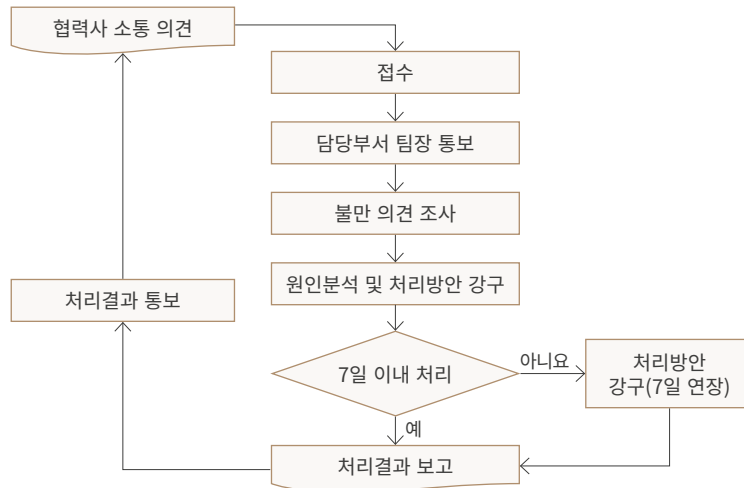 협력사 소통 의견
접수
담당부서 팀장 통보
불만 의견 조사
원인분석 및 처리방안 강구
처리결과 통보
7일 이내 처리
아니요
처리방안
강구(7일 연장)
예
처리결과 보고